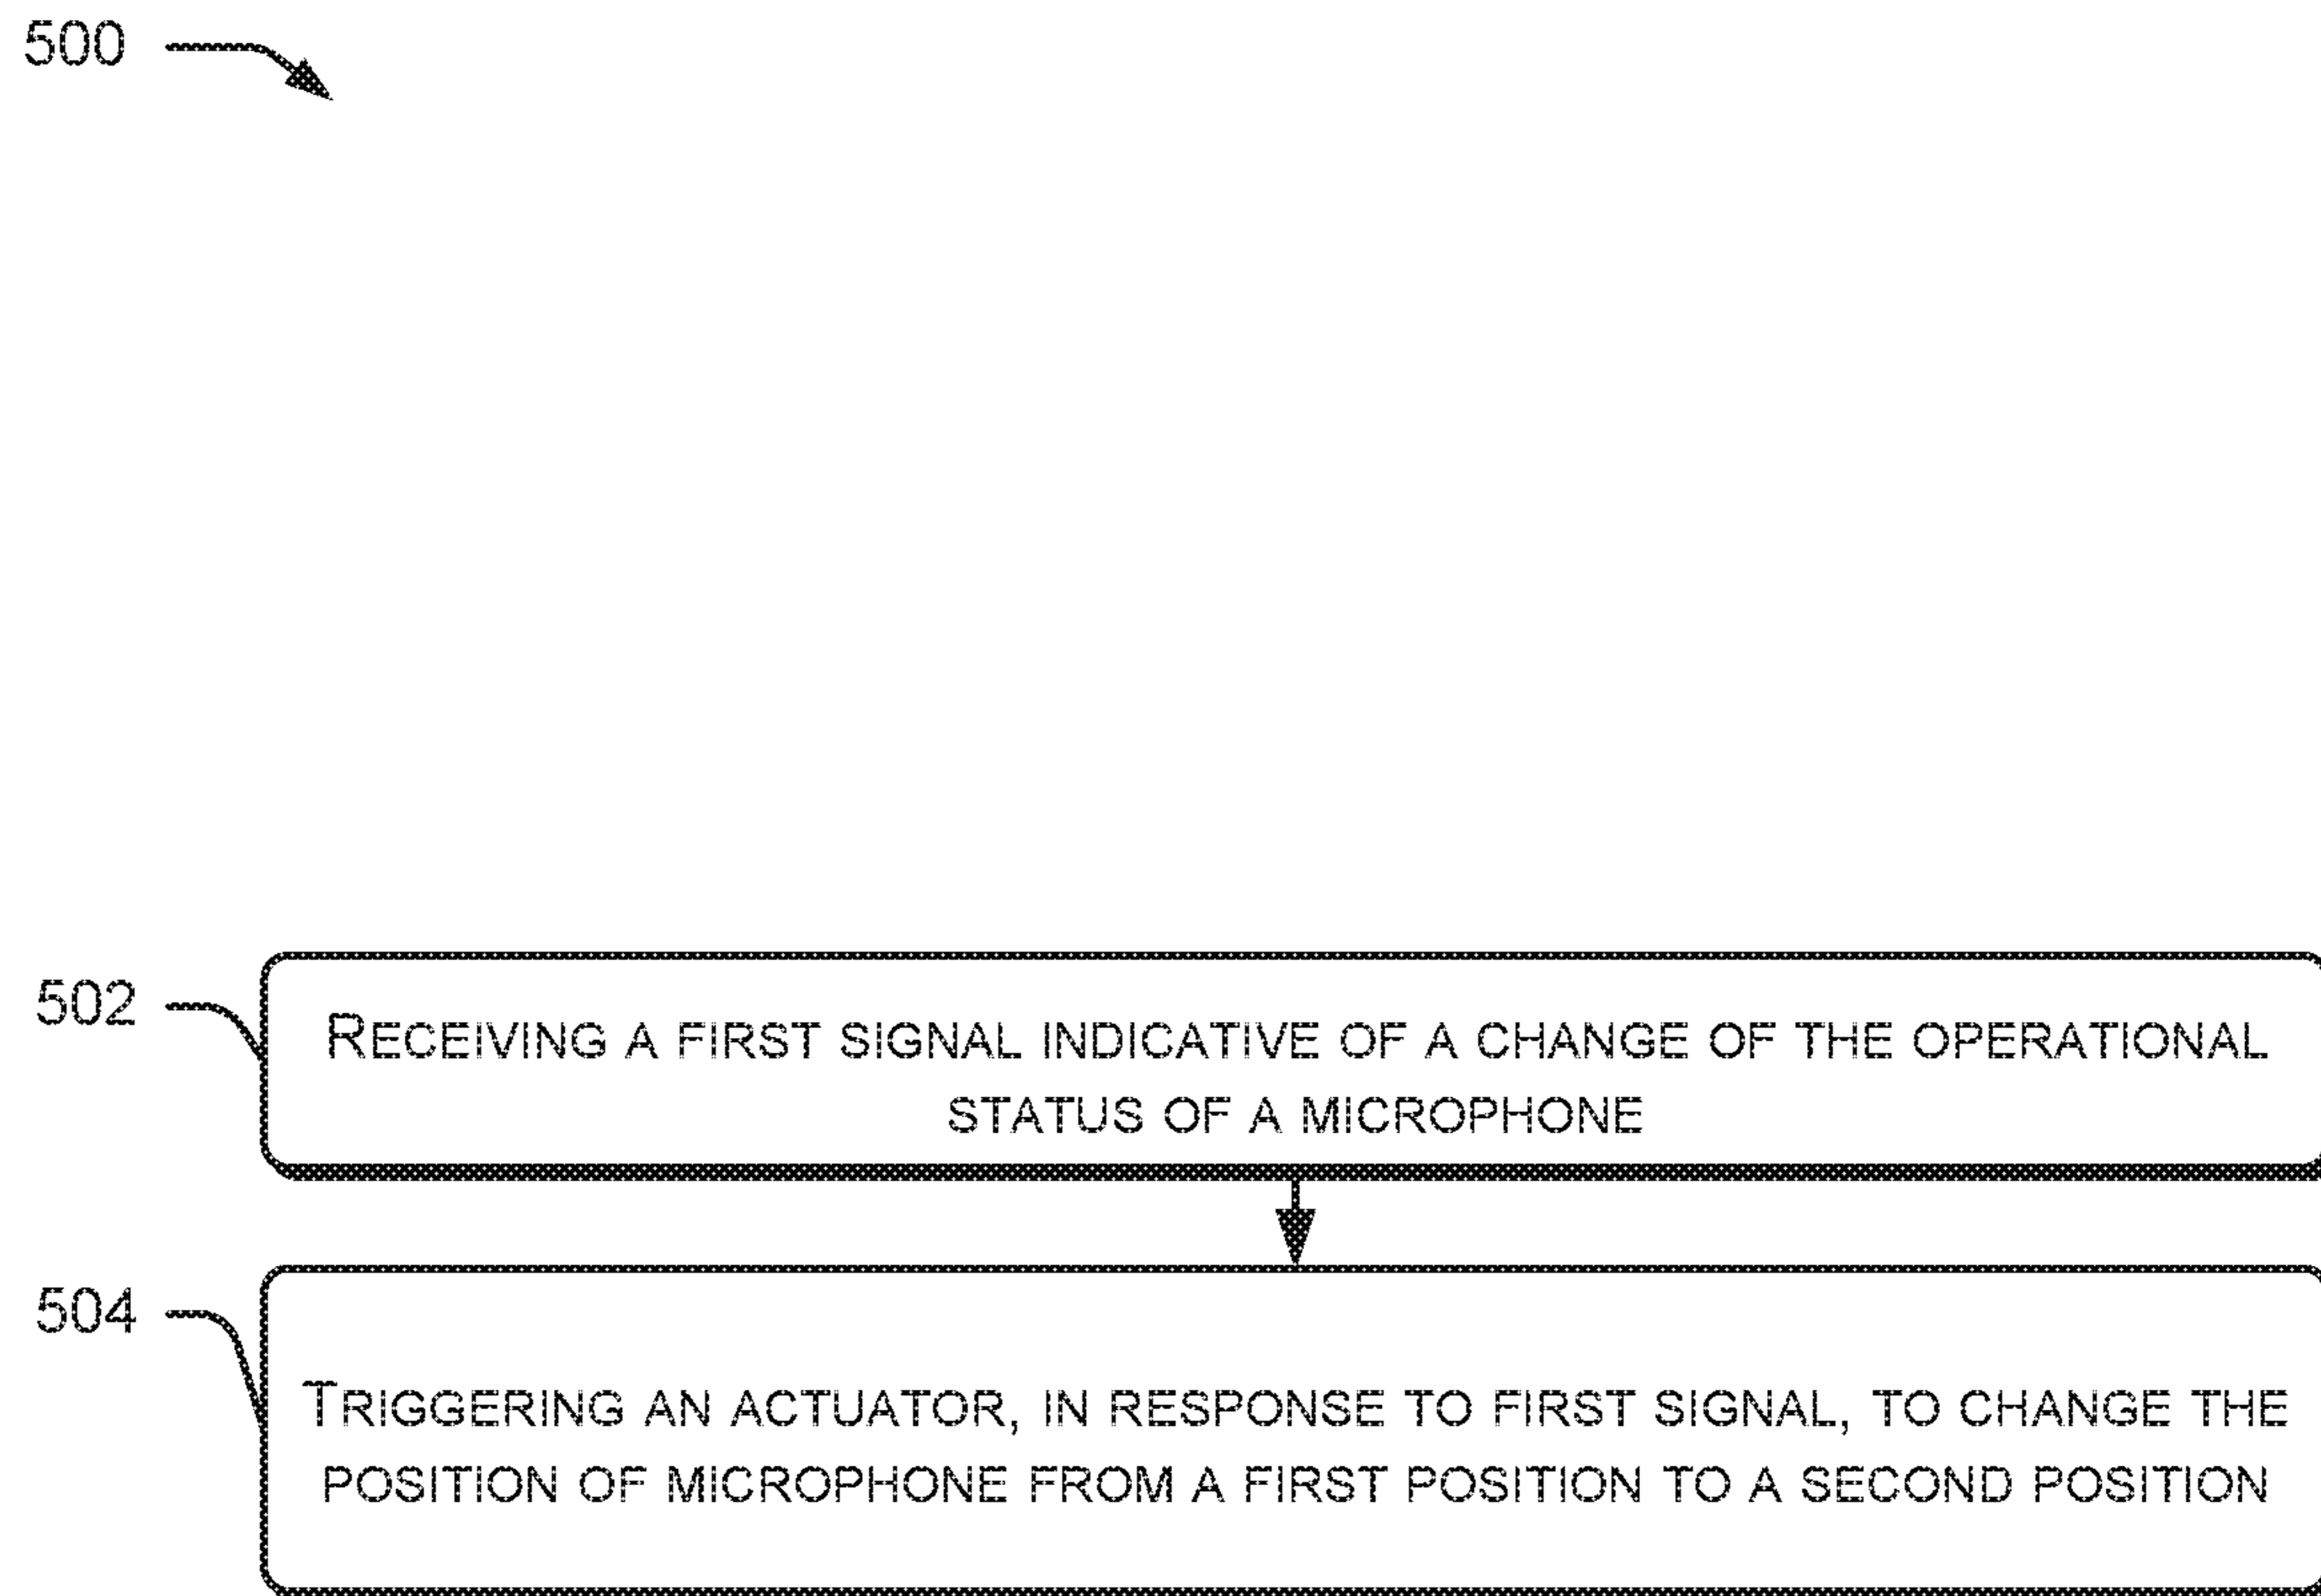 500
502
RECEIVING A FIRST SIGNAL INDICATIVE OF A CHANGE OF THE OPERATIONAL
STATUS OF A MICROPHONE
504
TRIGGERING AN ACTUATOR, IN RESPONSE TO FIRST SIGNAL, TO CHANGE THE
POSITION OF MICROPHONE FROM A FIRST POSITION TO A SECOND POSITION